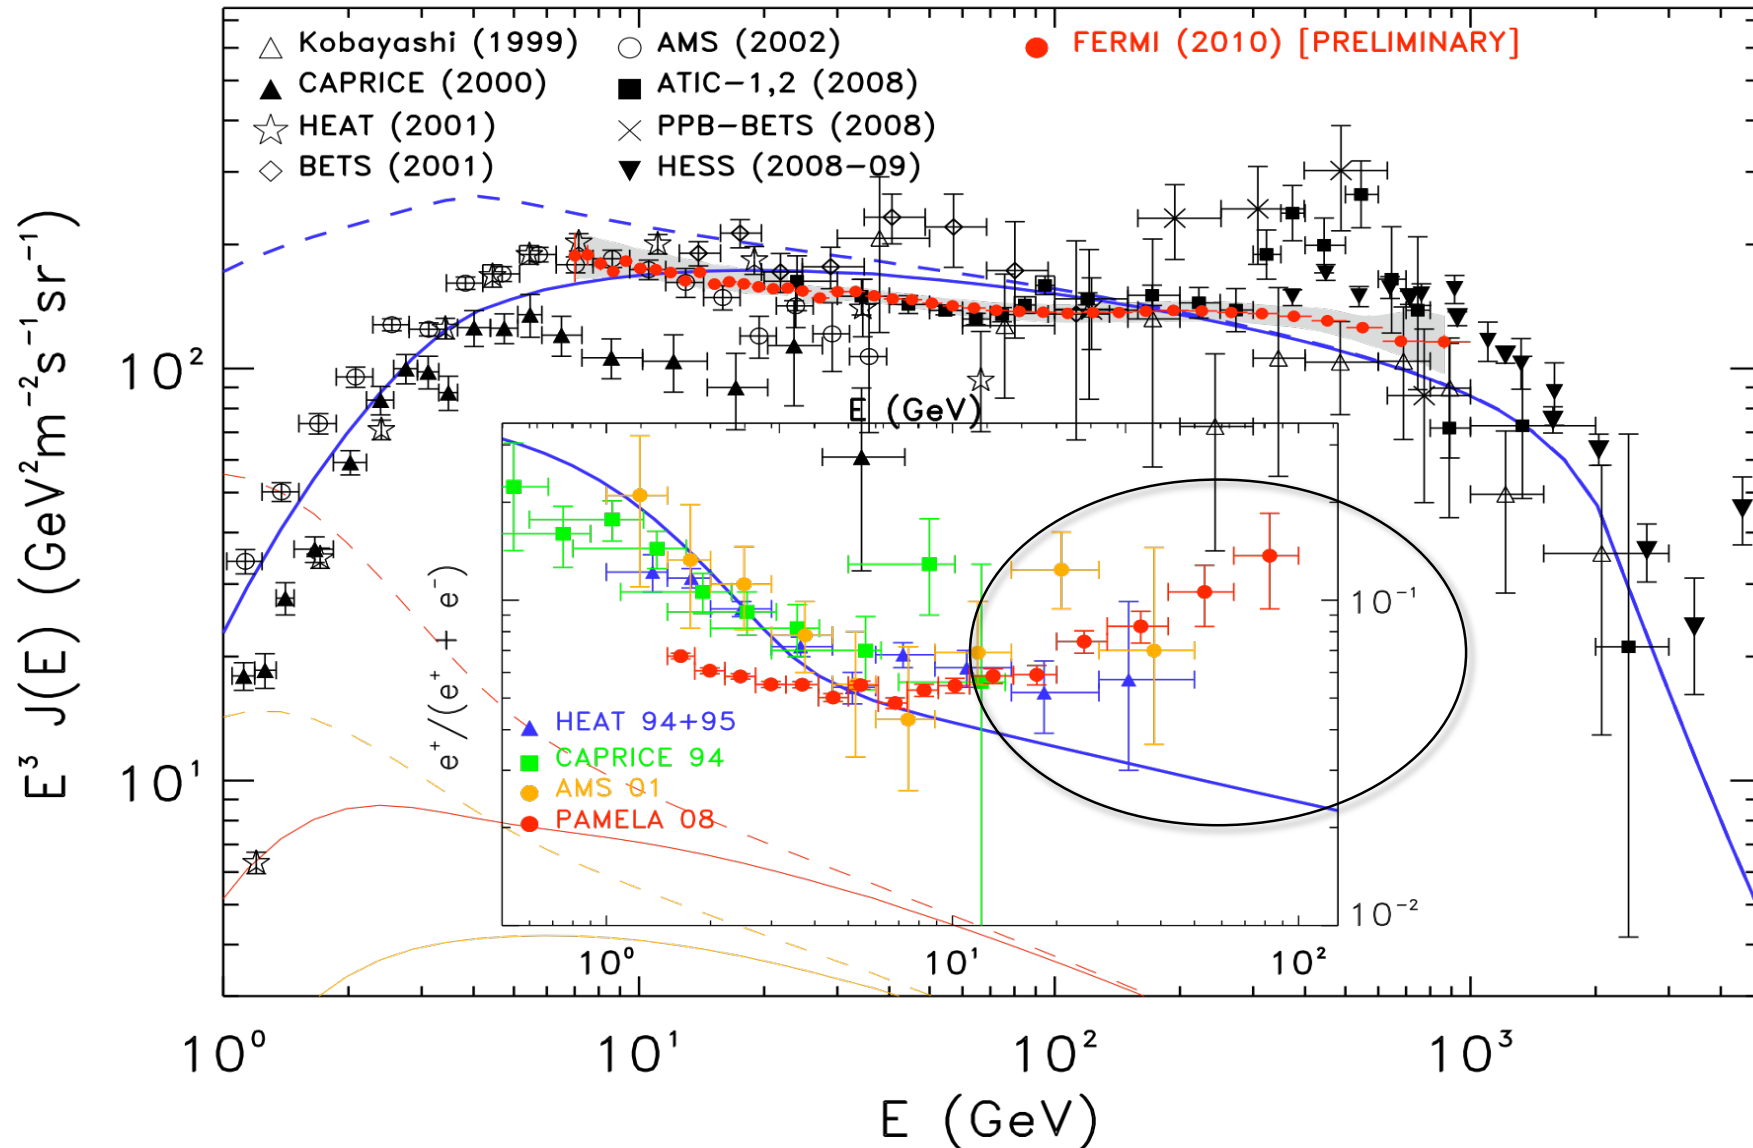 Kobayashi (1999)
CAPRICE (2000)
HEAT (2001)
BETS (2001)
AMS (2002)
ATIC−1,2 (2008)
PPB−BETS (2008)
HESS (2008−09)
FERMI (2010) [PRELIMINARY]
E³ J(E) (GeV²m⁻²s⁻¹sr⁻¹)
10²
10¹
E (GeV)
e⁺/(e⁺ + e⁻)
HEAT 94+95
CAPRICE 94
AMS 01
PAMELA 08
10⁻¹
10⁻²
10⁰ 10¹ 10²
10⁰ 10¹ 10² 10³
E (GeV)